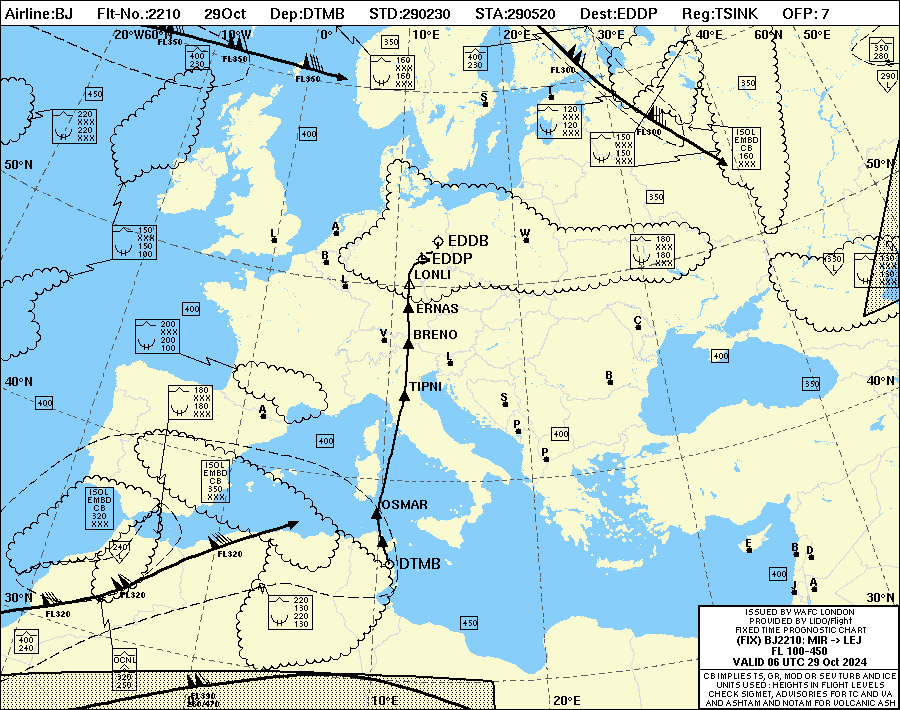 Airline:BJ Flt-No.:2210 29Oct Dep:DTMB STD:290230 STA:290520 Dest:EDDP Reg:TSINK OFP: 7
20°W 60°N 10°W 0° 10°E 20°E 30°E 40°E 60°N 50°E
FL350
FL350
FL350
400
230
350
160
XXX
160
XXX
400
230
FL300
FL300
350
350
280
290
450
220
XXX
220
XXX
400
S
T
120
XXX
120
XXX
150
XXX
150
XXX
ISOL
EMBD
CB
160
XXX
50°N
50°N
350
150
XXX
150
100
L
A
B
L
W
EDDB
EDDP
LONLI
180
XXX
180
XXX
330
400
ERNAS
BRENO
200
XXX
200
100
V
L
C
400
B
350
40°N
40°N
400
180
XXX
180
XXX
A
TIPNI
S
P
P
400
400
ISOL
EMBD
CB
350
XXX
ISOL
EMBD
CB
320
XXX
OSMAR
240
FL320
DTMB
E
B
D
400
J
A
FL320
FL320
30°N
30°N
220
130
220
130
450
400
240
OCNL
320
250
FL390
10°E
20°E
ISSUED BY WAFC LONDON
PROVIDED BY LIDO/Flight
FIXED TIME PROGNOSTIC CHART
(FIX) BJ2210: MIR -> LEJ
FL 100-450
VALID 06 UTC 29 Oct 2024
CB IMPLIES TS, GR, MOD OR SEV TURB AND ICE
UNITS USED: HEIGHTS IN FLIGHT LEVELS
CHECK SIGMET, ADVISORIES FOR TC AND VA
AND ASHTAM AND NOTAM FOR VOLCANIC ASH